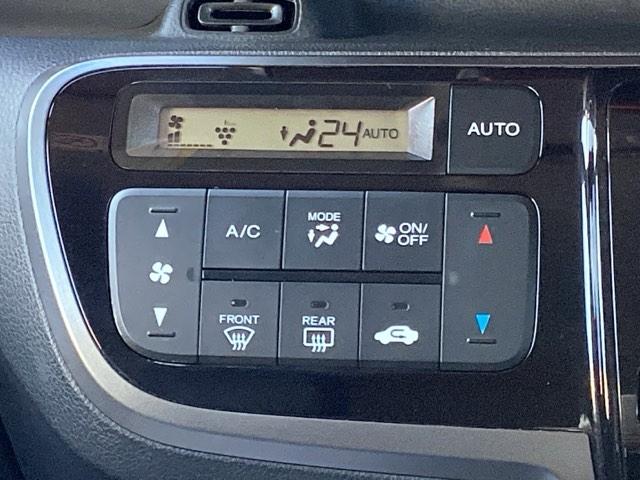 24 AUTO
AUTO
A/C
MODE
ON/
OFF
FRONT
REAR